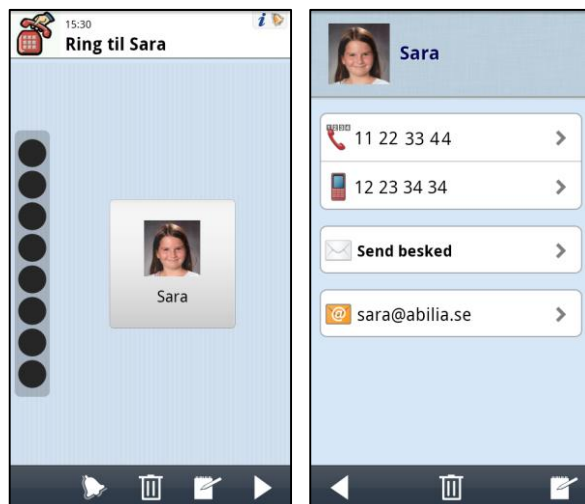 15:30
Ring til Sara
Sara
Sara
11 22 33 44
12 23 34 34
Send besked
sara@abilia.se